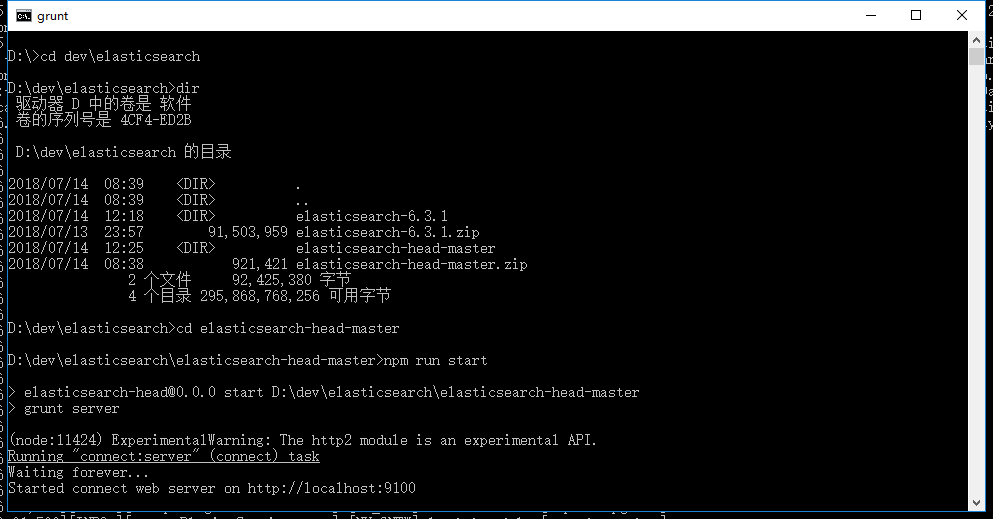 grunt
D:\>cd dev\elasticsearch
D:\dev\elasticsearch>dir
驱动器 D 中的卷是 软件
卷的序列号是 4CF4-ED2B
D:\dev\elasticsearch 的目录
2018/07/14  08:39    <DIR>          .
2018/07/14  08:39    <DIR>          ..
2018/07/14  12:18    <DIR>          elasticsearch-6.3.1
2018/07/13  23:57        91,503,959 elasticsearch-6.3.1.zip
2018/07/14  12:25    <DIR>          elasticsearch-head-master
2018/07/14  08:38           921,421 elasticsearch-head-master.zip
2 个文件     92,425,380 字节
4 个目录 295,868,768,256 可用字节
D:\dev\elasticsearch>cd elasticsearch-head-master
D:\dev\elasticsearch\elasticsearch-head-master>npm run start
> elasticsearch-head@0.0.0 start D:\dev\elasticsearch\elasticsearch-head-master
> grunt server
(node:11424) ExperimentalWarning: The http2 module is an experimental API.
Running "connect:server" (connect) task
Waiting forever...
Started connect web server on http://localhost:9100